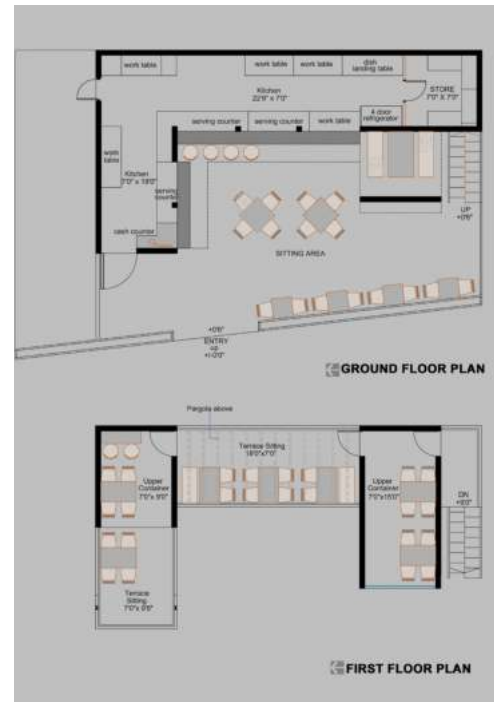 work table
work table
work table
dish
landing table
Kitchen
22'6" x 7'0"
STORE
7'0" X 7'0"
4 door
refrigerator
serving counter
serving counter
work table
work
table
Kitchen
7'0" x 18'0"
serving
counter
cash counter
SITTING AREA
UP
+0'6"
+0'6"
ENTRY
up
+/-0'0"
GROUND FLOOR PLAN
Pergola above
Terrace Sitting
18'0"x7'0"
Upper
Container
7'0"x 9'0"
Upper
Container
7'0"x15'0"
DN
Terrace
Sitting
7'0"x 9'6"
FIRST FLOOR PLAN